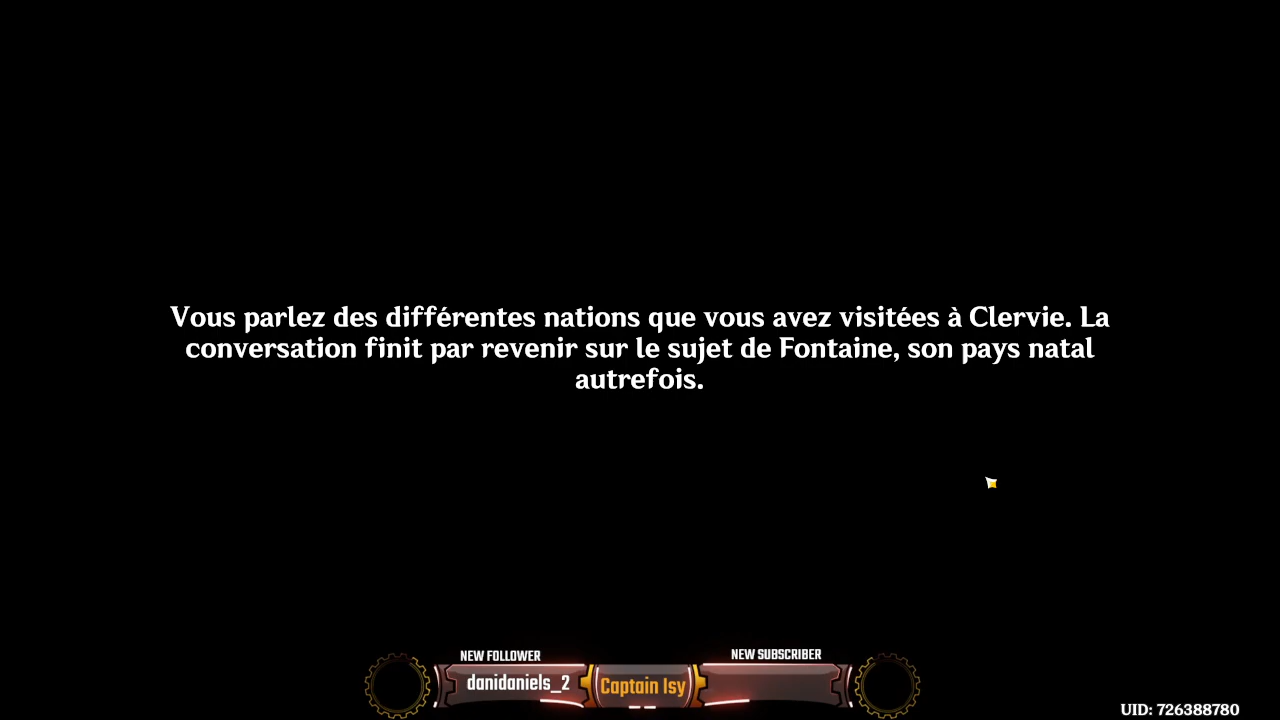 Vous parlez des différentes nations que vous avez visitées à Clervie. La
conversation finit par revenir sur le sujet de Fontaine, son pays natal
autrefois.
NEW FOLLOWER
NEW SUBSCRIBER
danidaniels_2
Captain Isy
UID: 726388780